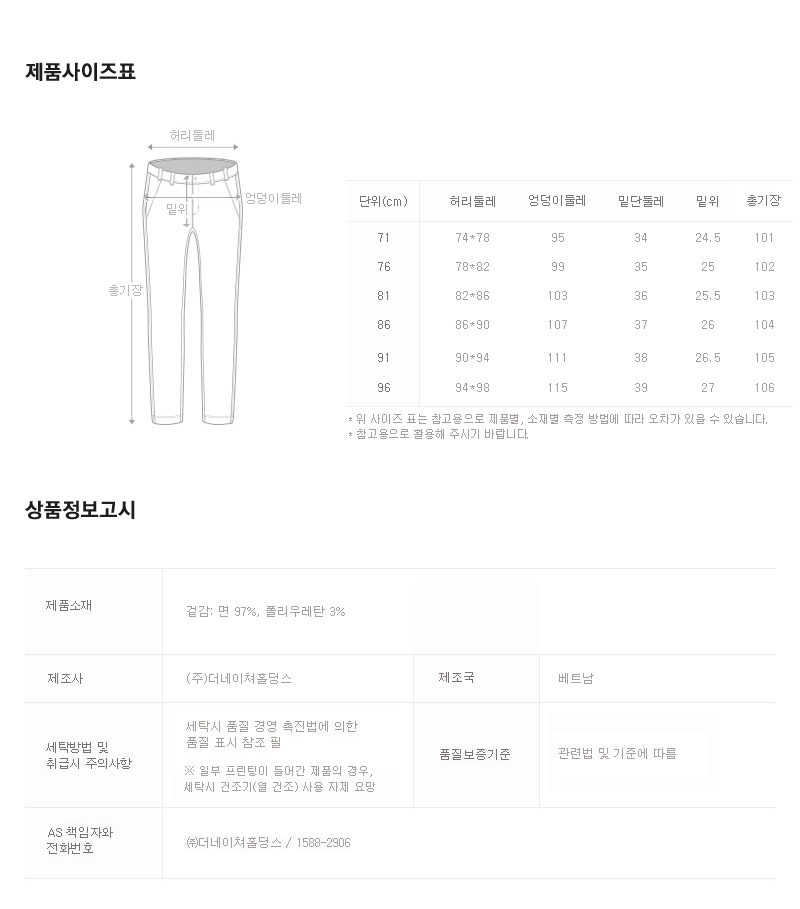 제품사이즈표
허리둘레
엉덩이둘레
밑위
총기장
단위(cm) 허리둘레 엉덩이둘레 밑단둘레 밑위 총기장
71 74*78 95 34 24.5 101
76 78*82 99 35 25 102
81 82*86 103 36 25.5 103
86 86*90 107 37 26 104
91 90*94 111 38 26.5 105
96 94*98 115 39 27 106
* 위 사이즈 표는 참고용으로 제품별, 소재별 측정 방법에 따라 오차가 있을 수 있습니다.
* 참고용으로 활용해 주시기 바랍니다.
상품정보고시
제품소재 겉감: 면 97%, 폴리우레탄 3%
제조사 (주)더네이쳐홀딩스 제조국 베트남
세탁방법 및
취급시 주의사항
세탁시 품질 경영 촉진법에 의한
품질 표시 참조 필
※ 일부 프린팅이 들어간 제품의 경우,
세탁시 건조기(열 건조) 사용 자제 요망
품질보증기준 관련법 및 기준에 따름
AS 책임자와
전화번호
㈜더네이쳐홀딩스 / 1588-2906